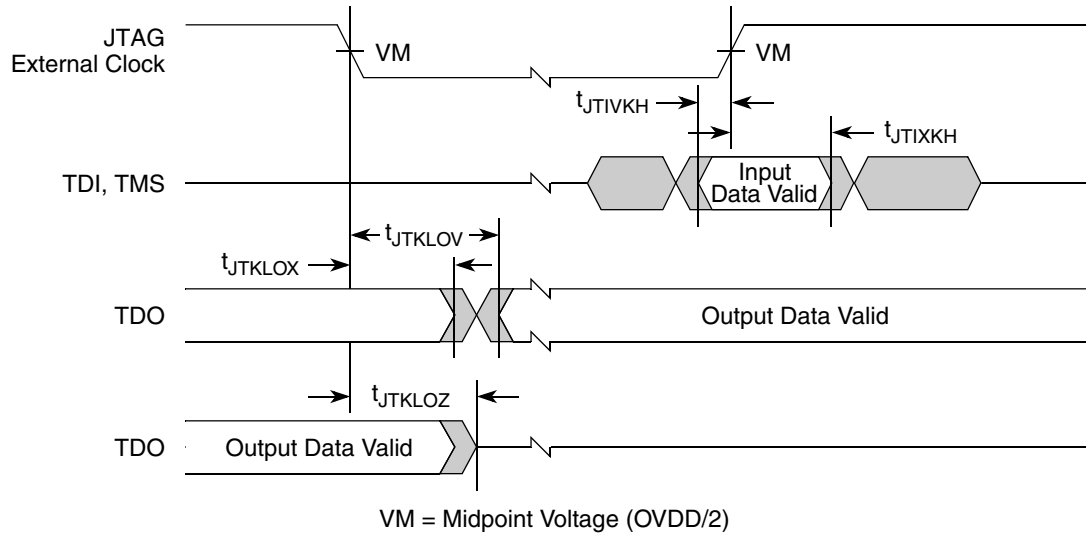 JTAG
External Clock
VM
VM
tJTIVKH
tJTIXKH
TDI, TMS
Input
Data Valid
tJTKLOV
tJTKLOX
TDO
Output Data Valid
tJTKLOZ
TDO
Output Data Valid
VM = Midpoint Voltage (OVDD/2)